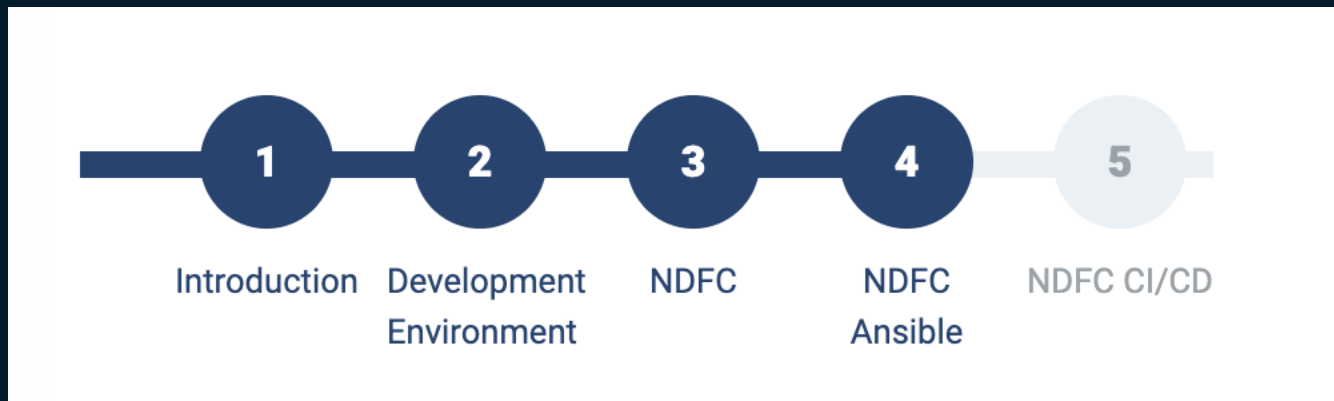 1
2
3
4
5
Introduction
Development
Environment
NDFC
NDFC
Ansible
NDFC CI/CD